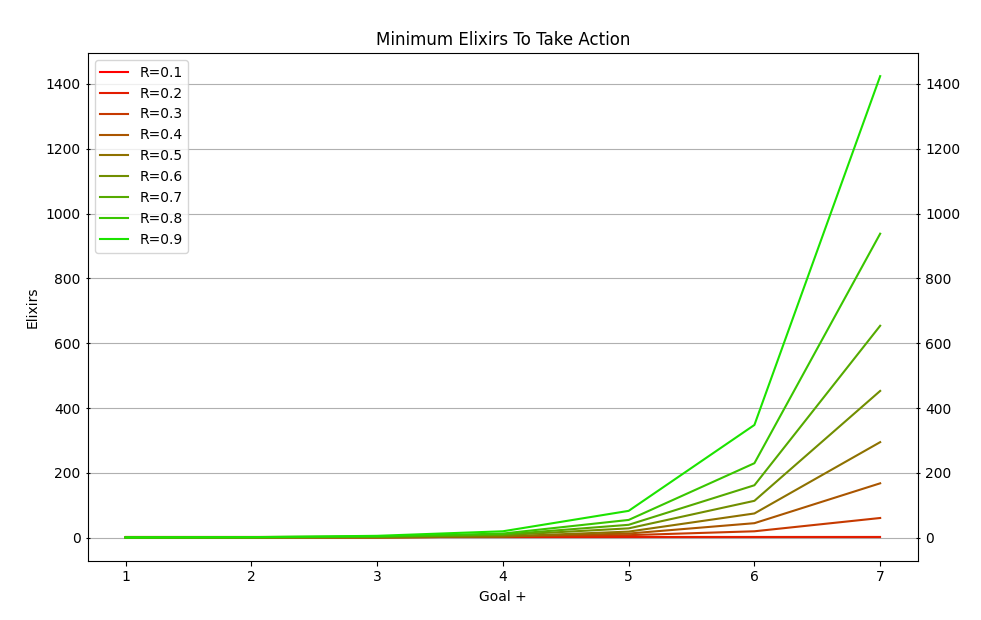 Minimum Elixirs To Take Action
R=0.1
R=0.2
R=0.3
R=0.4
R=0.5
R=0.6
R=0.7
R=0.8
R=0.9
1400 1400
1200 1200
1000 1000
800 800
600 600
400 400
200 200
0 0
Elixirs
1 2 3 4 5 6 7
Goal +